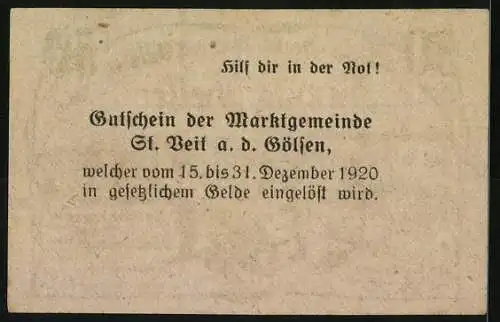 Hilf dir in der Not!
Gutschein der Marktgemeinde
St. Veit a. d. Gölsen,
welcher vom 15. bis 31. Dezember 1920
in gesetzlichem Gelde eingelöst wird.